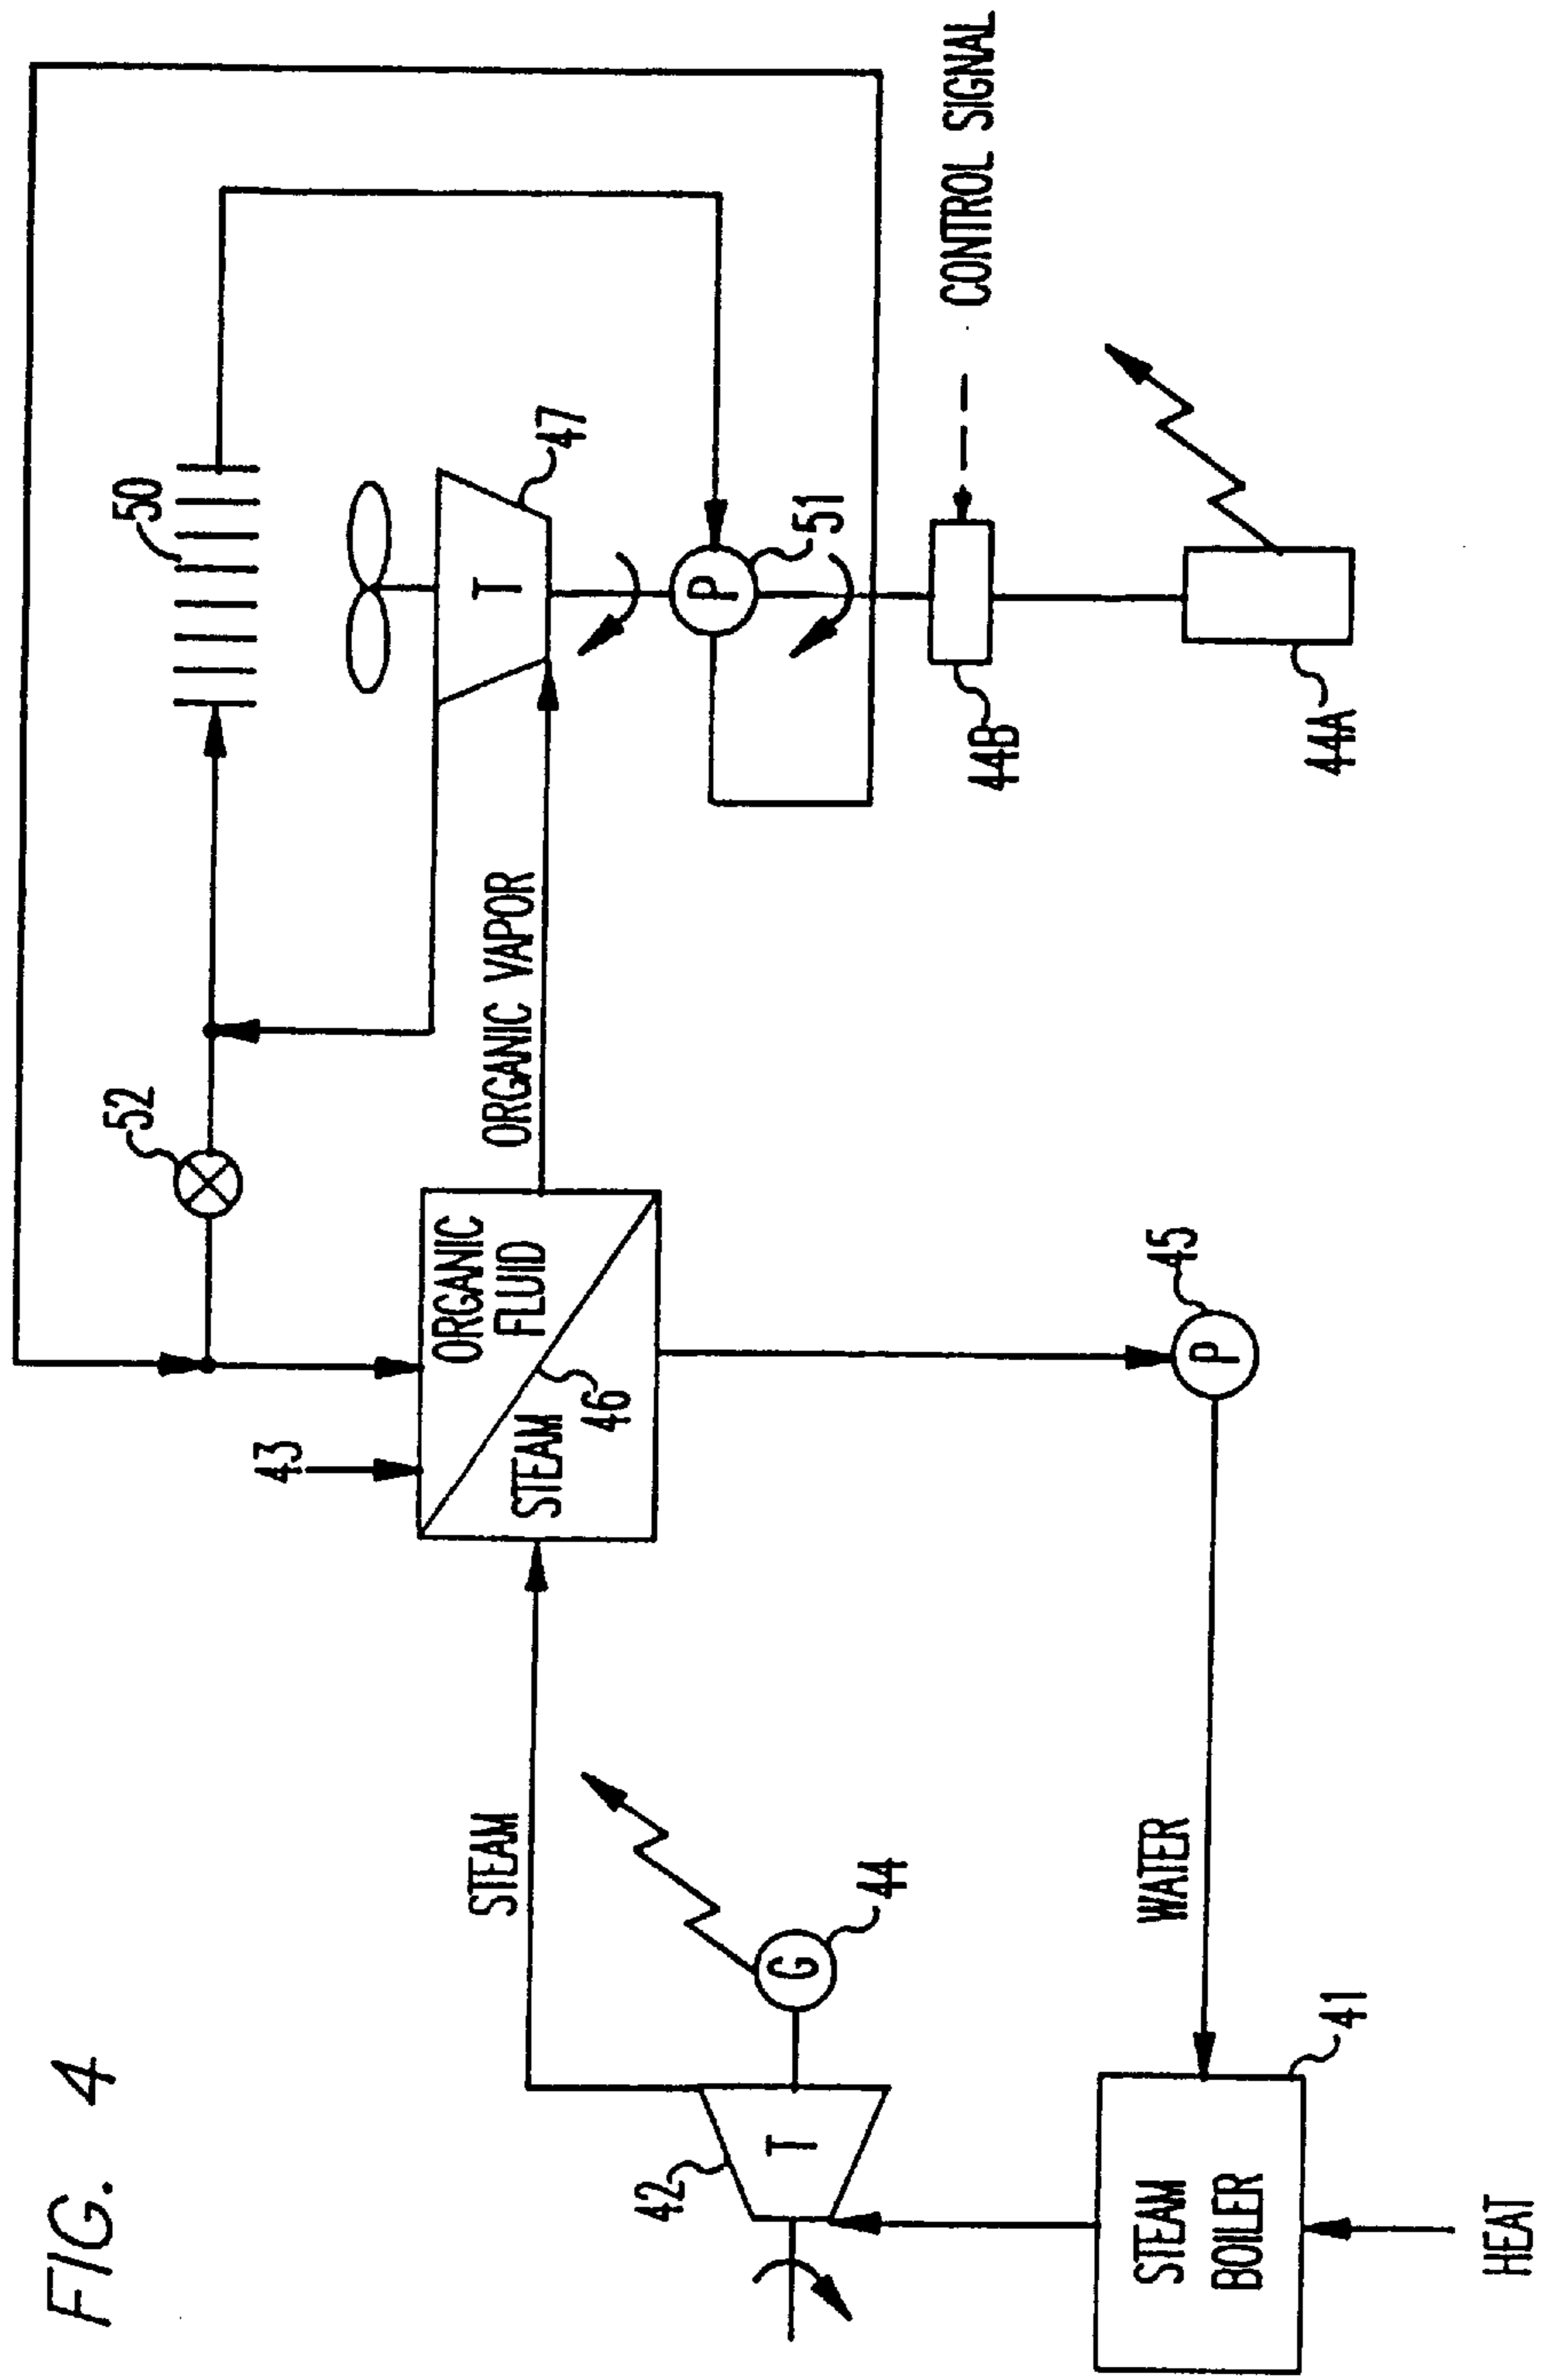 FIG. 4
52
50
43
ORGANIC
FLUID
STEAM
46
ORGANIC VAPOR
T
47
STEAM
P
51
42
T
G
44
44B
CONTROL SIGNAL
STEAM
BOILER
41
WATER
P
45
44A
HEAT